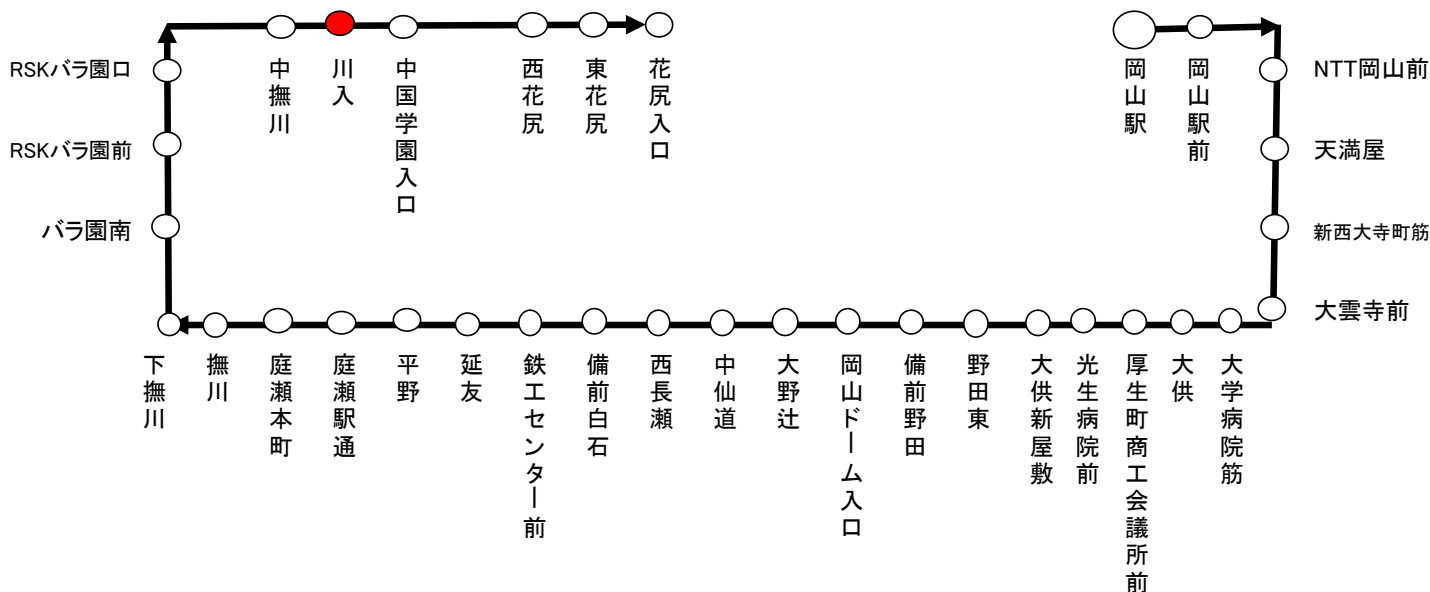 RSKバラ園口
RSKバラ園前
バラ園南
中撫川
川入
中国学園入口
西花尻
東花尻
花尻入口
岡山駅
岡山駅前
NTT岡山前
天満屋
新西大寺町筋
大雲寺前
下撫川
撫川
庭瀬本町
庭瀬駅通
平野
延友
鉄工センター前
備前白石
西長瀬
中仙道
大野辻
岡山ドーム入口
備前野田
野田東
大供新屋敷
光生病院前
厚生町商工会議所前
大供
大学病院筋